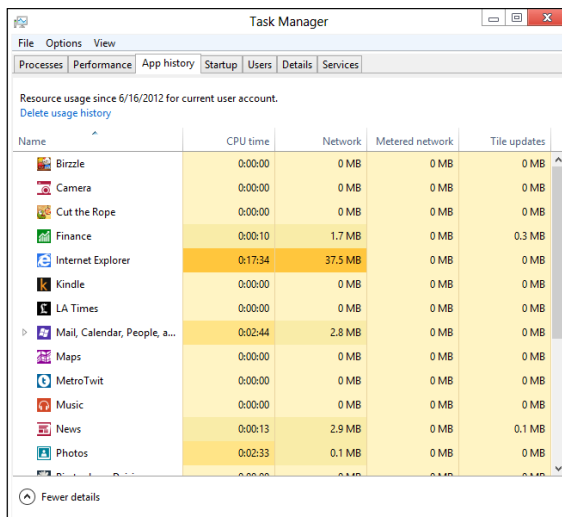 Task Manager
File Options View
Processes Performance App history Startup Users Details Services
Resource usage since 6/16/2012 for current user account.
Delete usage history
Name CPU time Network Metered network Tile updates
Birzzle 0:00:00 0 MB 0 MB 0 MB
Camera 0:00:00 0 MB 0 MB 0 MB
Cut the Rope 0:00:00 0 MB 0 MB 0 MB
Finance 0:00:10 1.7 MB 0 MB 0.3 MB
Internet Explorer 0:17:34 37.5 MB 0 MB 0 MB
Kindle 0:00:00 0 MB 0 MB 0 MB
LA Times 0:00:00 0 MB 0 MB 0 MB
Mail, Calendar, People, a... 0:02:44 2.8 MB 0 MB 0 MB
Maps 0:00:00 0 MB 0 MB 0 MB
MetroTwit 0:00:00 0 MB 0 MB 0 MB
Music 0:00:00 0 MB 0 MB 0 MB
News 0:00:13 2.9 MB 0 MB 0.1 MB
Photos 0:02:33 0.1 MB 0 MB 0 MB
Fewer details